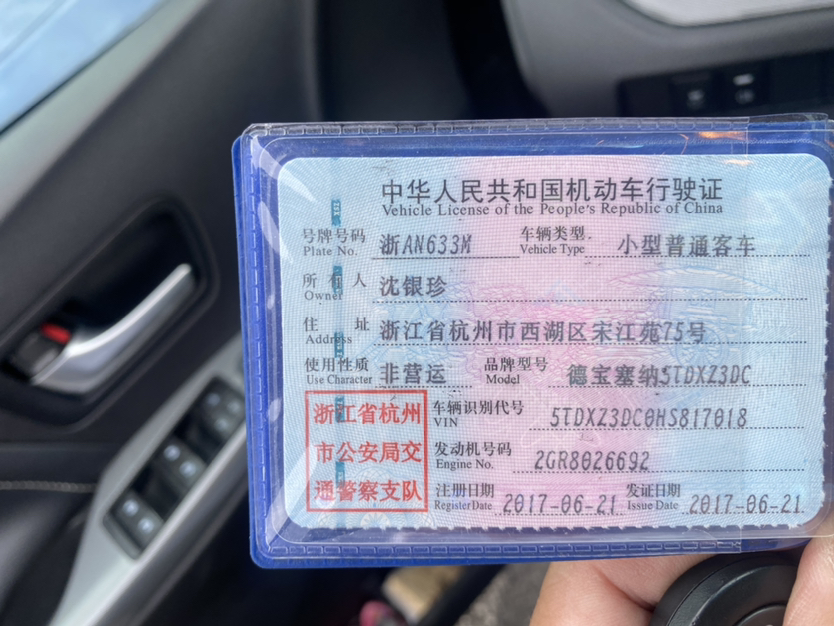 中华人民共和国机动车行驶证
Vehicle License of the People's Republic of China
号牌号码 浙AN633M 车辆类型 小型普通客车
Plate No. Vehicle Type
所有人 沈银珍
Owner
住址 浙江省杭州市西湖区宋江苑75号
Address
使用性质 非营运 品牌型号 德宝塞纳5TDXZ3DC
Use Character Model
浙江省杭州 车辆识别代号 5TDXZ3DC0HS817018
VIN
市公安局交 发动机号码 2GR8026692
Engine No.
通警察支队 注册日期 2017-06-21 发证日期 2017-06-21
Register Date Issue Date